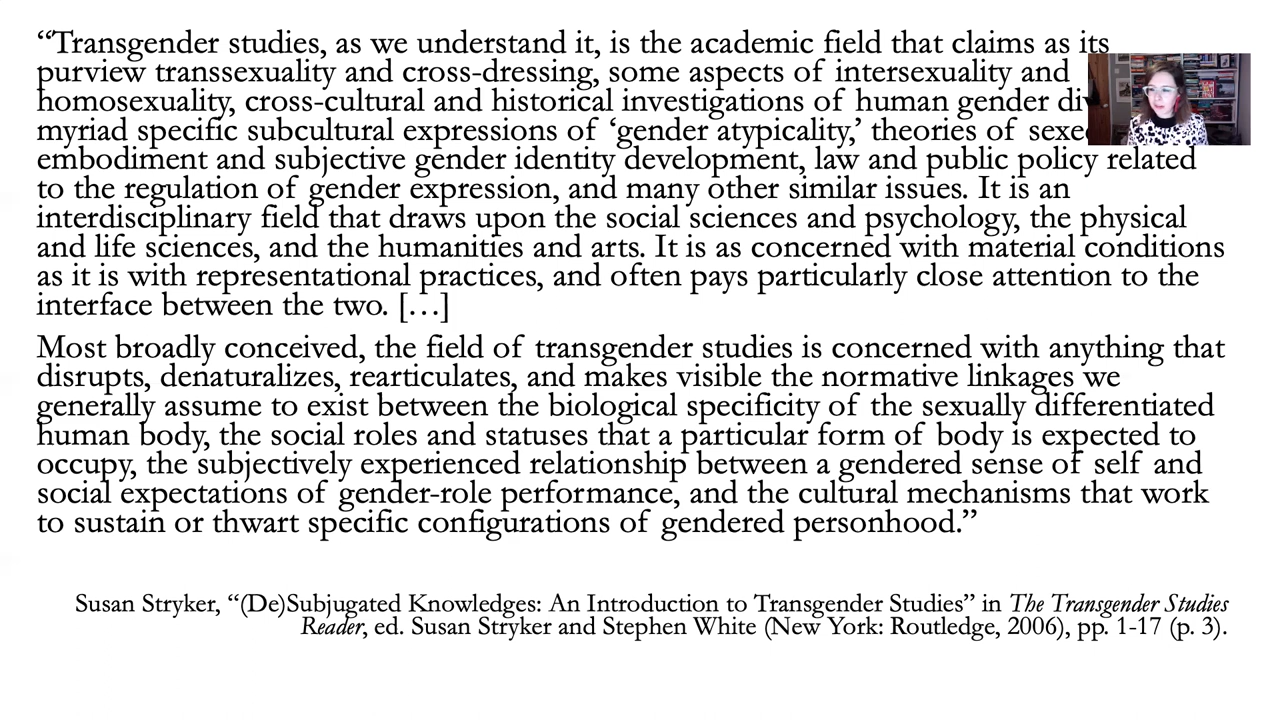 “Transgender studies, as we understand it, is the academic field that claims as its
purview transsexuality and cross-dressing, some aspects of intersexuality and
homosexuality, cross-cultural and historical investigations of human gender
myriad specific subcultural expressions of ‘gender atypicality,’ theories of
embodiment and subjective gender identity development, law and public policy related
to the regulation of gender expression, and many other similar issues. It is an
interdisciplinary field that draws upon the social sciences and psychology, the physical
and life sciences, and the humanities and arts. It is as concerned with material conditions
as it is with representational practices, and often pays particularly close attention to the
interface between the two. […]
Most broadly conceived, the field of transgender studies is concerned with anything that
disrupts, denaturalizes, rearticulates, and makes visible the normative linkages we
generally assume to exist between the biological specificity of the sexually differentiated
human body, the social roles and statuses that a particular form of body is expected to
occupy, the subjectively experienced relationship between a gendered sense of self and
social expectations of gender-role performance, and the cultural mechanisms that work
to sustain or thwart specific configurations of gendered personhood.”
Susan Stryker, “(De)Subjugated Knowledges: An Introduction to Transgender Studies” in The Transgender Studies
Reader, ed. Susan Stryker and Stephen White (New York: Routledge, 2006), pp. 1-17 (p. 3).